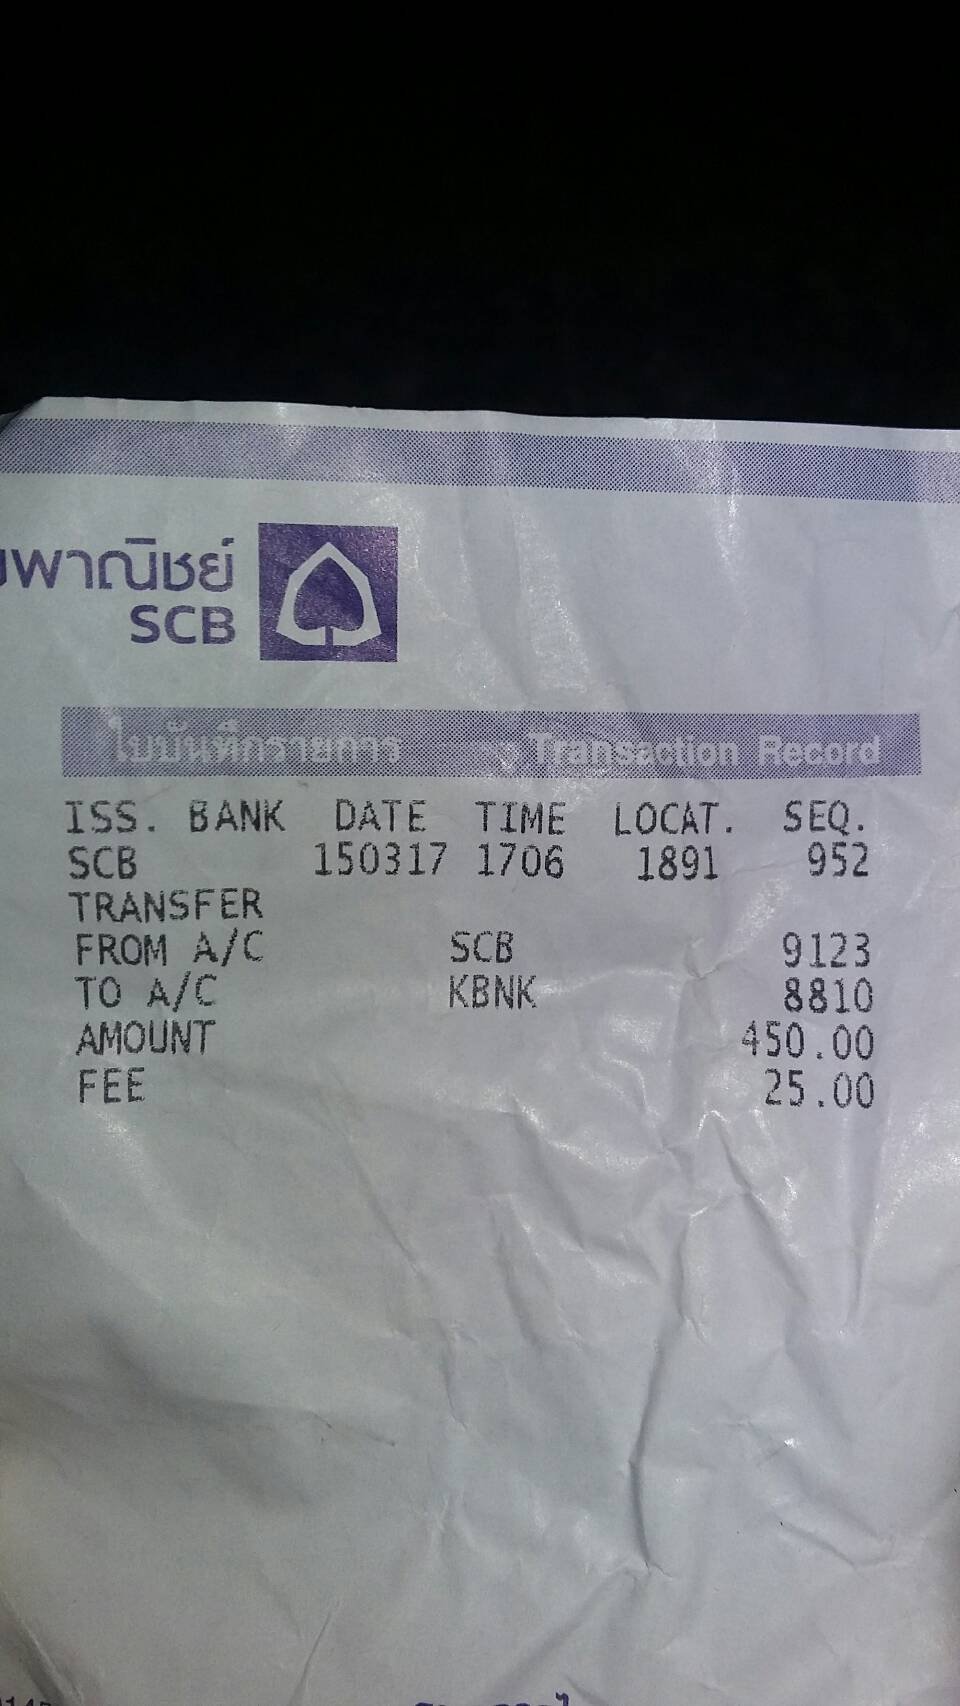 พาณิชย์
SCB
ใบบันทึกรายการ Transaction Record
ISS. BANK DATE TIME LOCAT. SEQ.
SCB 150317 1706 1891 952
TRANSFER
FROM A/C SCB 9123
TO A/C KBNK 8810
AMOUNT 450.00
FEE 25.00